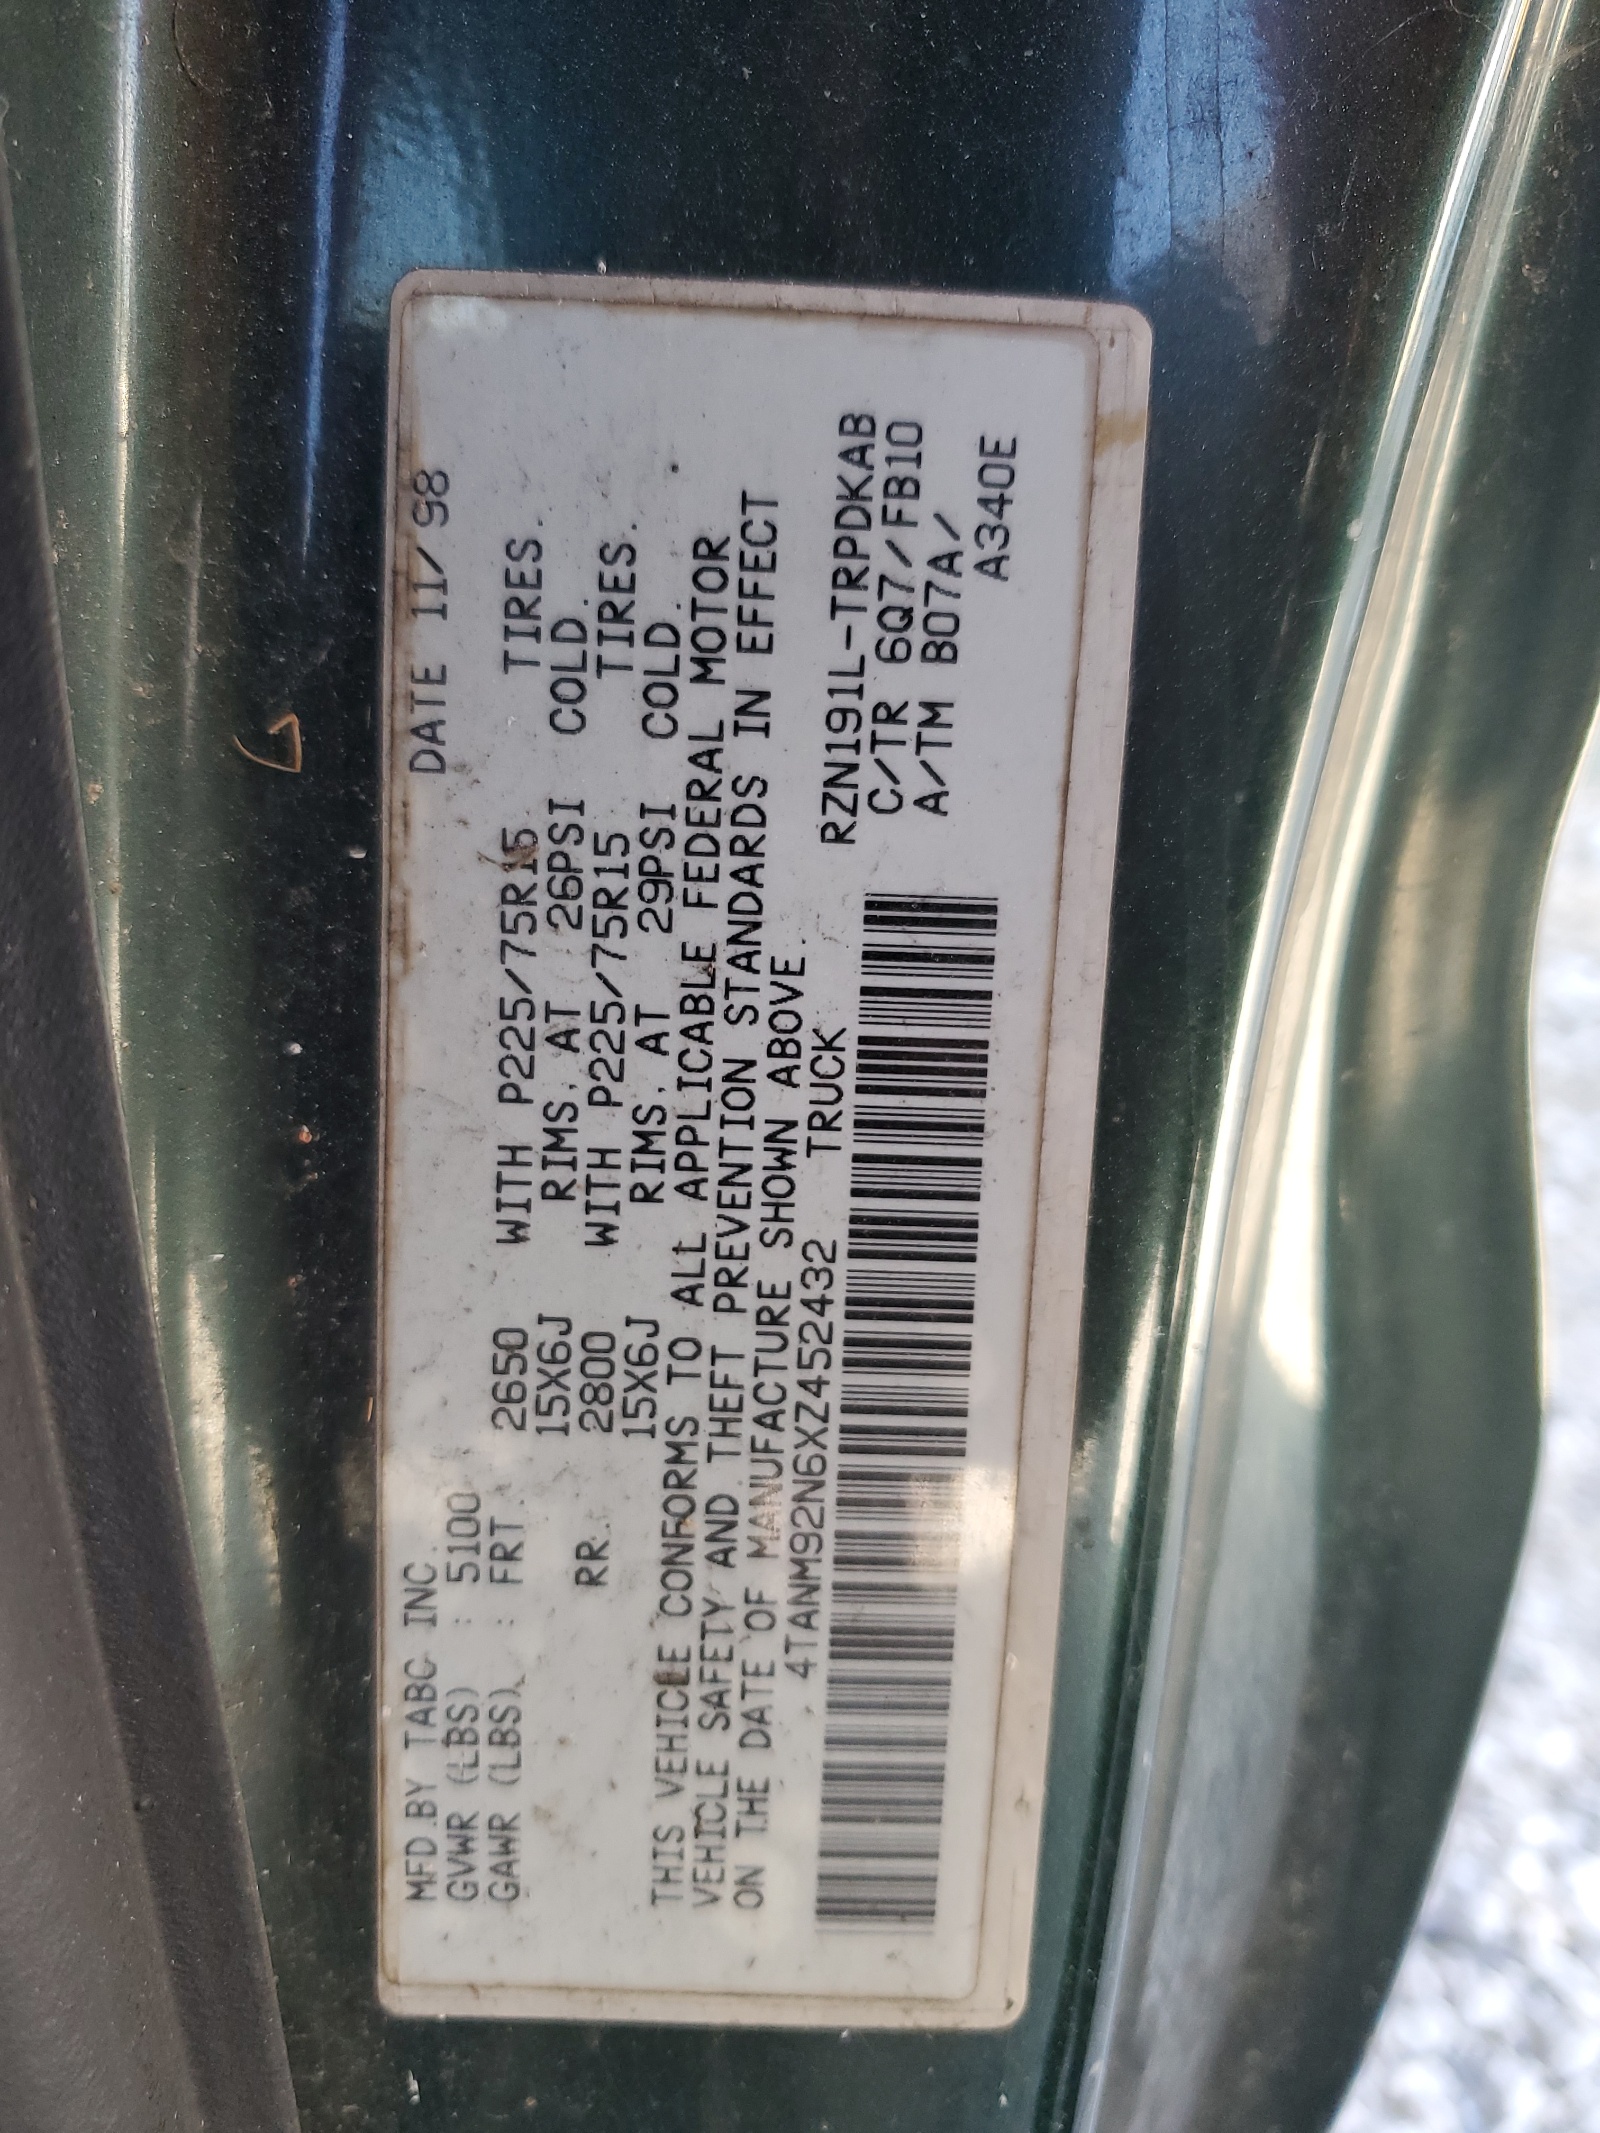 MFD.BY TABC INC. DATE 11/98
GVWR (LBS) : 5100
GAWR (LBS) : FRT. 2650 WITH P225/75R15 TIRES.
15X6J RIMS, AT 26PSI COLD.
RR. 2800 WITH P225/75R15 TIRES.
15X6J RIMS, AT 29PSI COLD.
THIS VEHICLE CONFORMS TO ALL APPLICABLE FEDERAL MOTOR
VEHICLE SAFETY AND THEFT PREVENTION STANDARDS IN EFFECT
ON THE DATE OF MANUFACTURE SHOWN ABOVE.
4TANM92N6XZ452432 TRUCK
RZN191L-TRPDKAB
C/TR 6Q7/FB10
A/TM B07A/
A340E